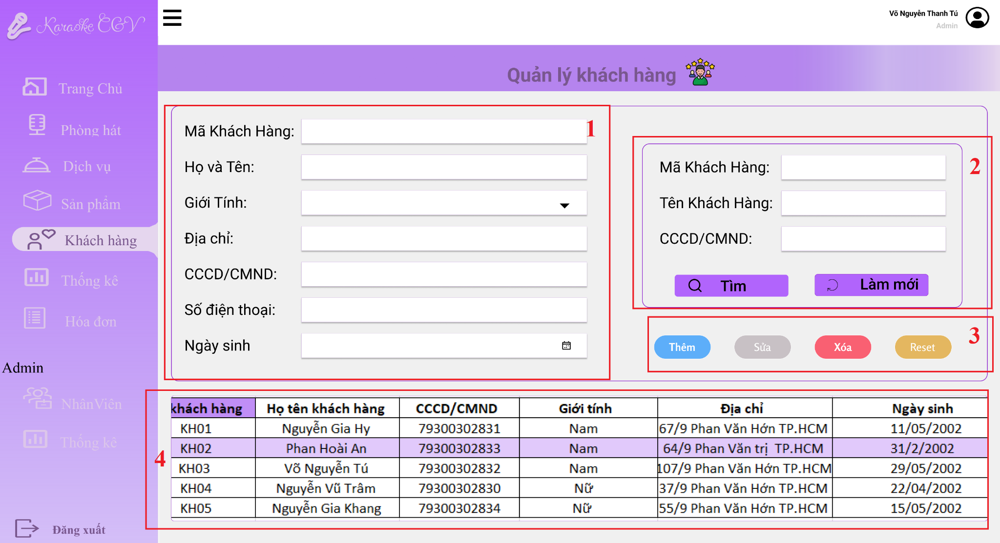 Karaoke CGV
Võ Nguyễn Thanh Tú
Admin
Quản lý khách hàng
Trang Chủ
Phòng hát
Dịch vụ
Sản phẩm
Khách hàng
Thống kê
Hóa đơn
Admin
NhânViên
Thống kê
Đăng xuất
1
Mã Khách Hàng:
Họ và Tên:
Giới Tính:
Địa chỉ:
CCCD/CMND:
Số điện thoại:
Ngày sinh
2
Mã Khách Hàng:
Tên Khách Hàng:
CCCD/CMND:
Tìm Làm mới
3
Thêm Sửa Xóa Reset
4
khách hàng Họ tên khách hàng CCCD/CMND Giới tính Địa chỉ Ngày sinh
KH01 Nguyễn Gia Hy 79300302831 Nam 67/9 Phan Văn Hớn TP.HCM 11/05/2002
KH02 Phan Hoài An 79300302833 Nam 64/9 Phan Văn trị TP.HCM 31/2/2002
KH03 Võ Nguyễn Tú 79300302832 Nam 107/9 Phan Văn Hớn TP.HCM 29/05/2002
KH04 Nguyễn Vũ Trâm 79300302830 Nữ 37/9 Phan Văn Hớn TP.HCM 22/04/2002
KH05 Nguyễn Gia Khang 79300302834 Nữ 55/9 Phan Văn Hớn TP.HCM 15/05/2002